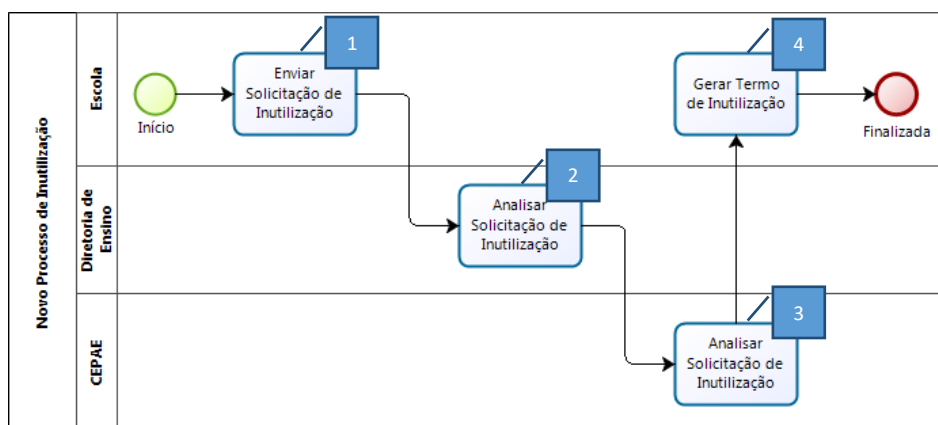 Novo Processo de Inutilização
Escola
Início
1
Enviar
Solicitação de
Inutilização
4
Gerar Termo
de Inutilização
Finalizada
Diretoria de
Ensino
2
Analisar
Solicitação de
Inutilização
CEPAE
3
Analisar
Solicitação de
Inutilização